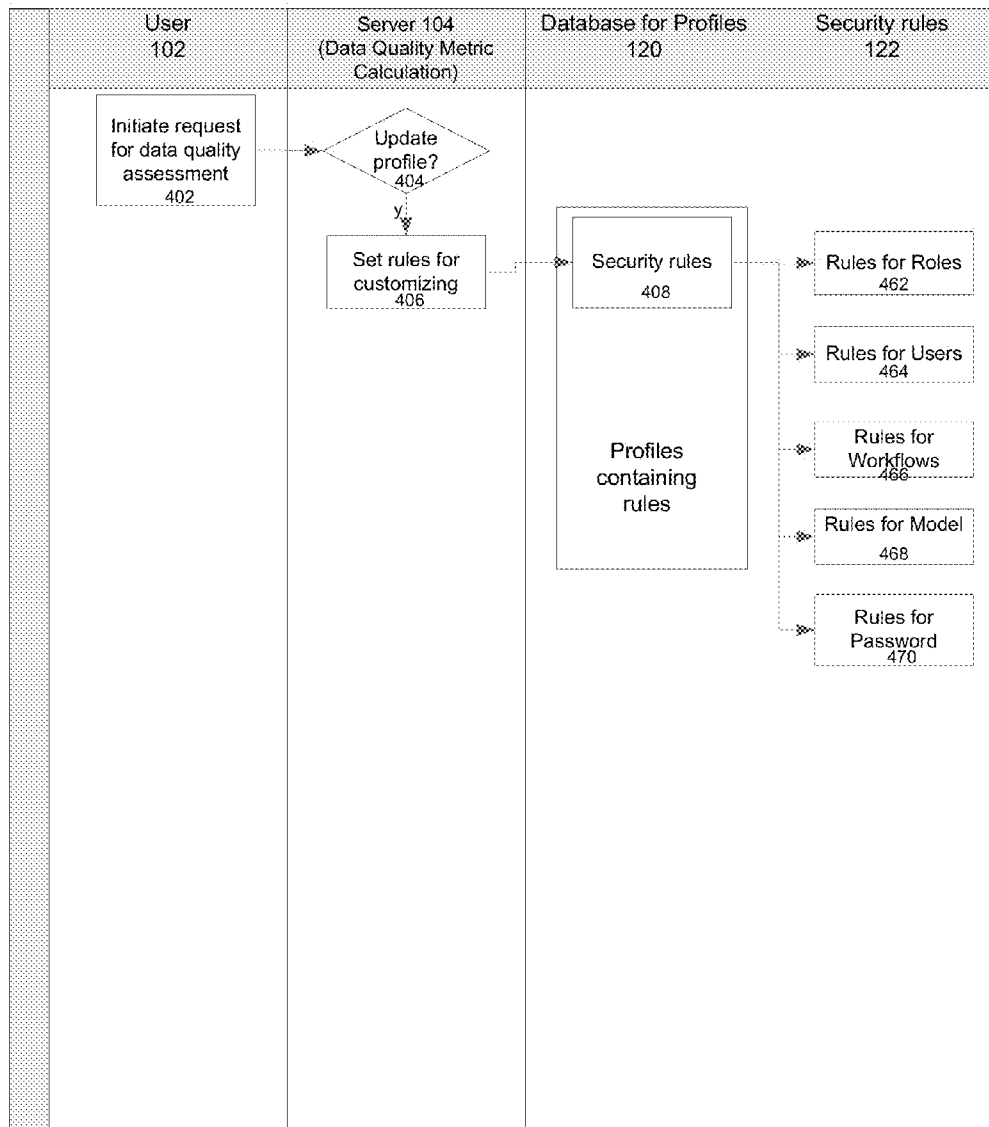 User
102
Server 104
(Data Quality Metric
Calculation)
Database for Profiles
120
Security rules
122
Initiate request
for data quality
assessment
402
Update
profile?
404
y
Set rules for
customizing
406
Security rules
408
Profiles
containing
rules
Rules for Roles
462
Rules for Users
464
Rules for
Workflows
466
Rules for Model
468
Rules for
Password
470